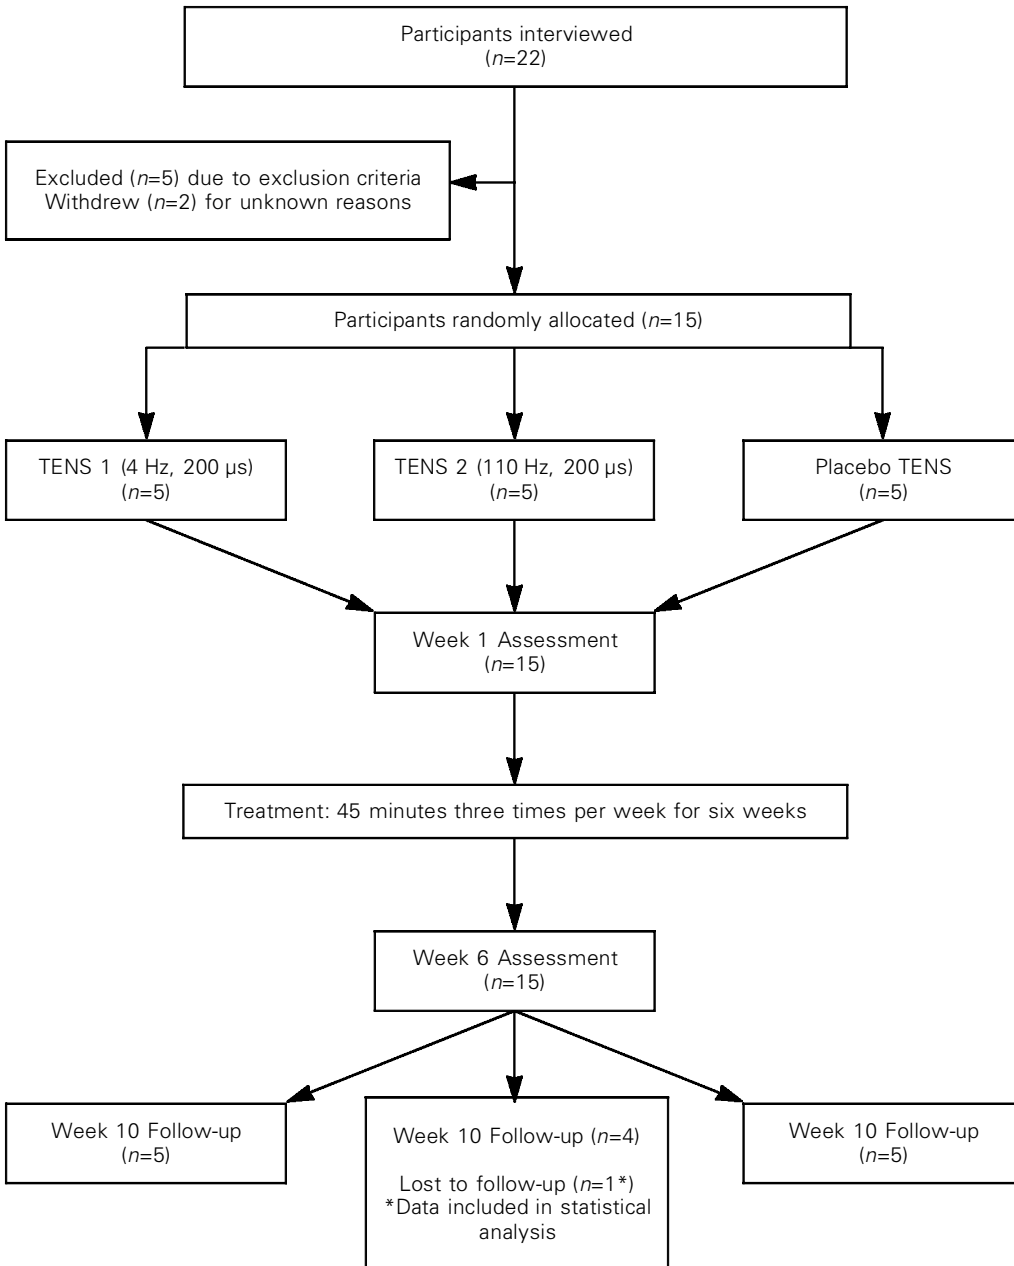 Participants interviewed
(n=22)
Excluded (n=5) due to exclusion criteria
Withdrew (n=2) for unknown reasons
Participants randomly allocated (n=15)
TENS 1 (4 Hz, 200 µs)
(n=5)
TENS 2 (110 Hz, 200 µs)
(n=5)
Placebo TENS
(n=5)
Week 1 Assessment
(n=15)
Treatment: 45 minutes three times per week for six weeks
Week 6 Assessment
(n=15)
Week 10 Follow-up
(n=5)
Week 10 Follow-up (n=4)
Lost to follow-up (n=1*)
*Data included in statistical
analysis
Week 10 Follow-up
(n=5)